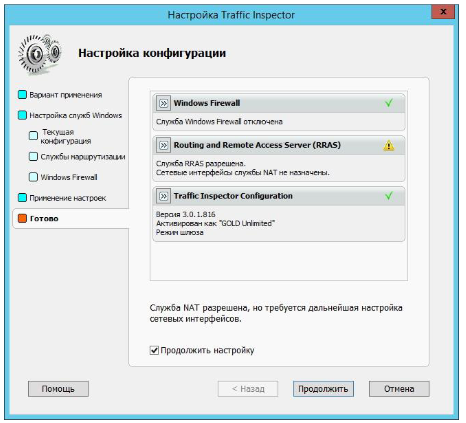 Настройка Traffic Inspector
x
Настройка конфигурации
Вариант применения
Настройка служб Windows
Текущая
конфигурация
Службы маршрутизации
Windows Firewall
Применение настроек
Готово
Windows Firewall
Служба Windows Firewall отключена
Routing and Remote Access Server (RRAS)
Служба RRAS разрешена.
Сетевые интерфейсы службы NAT не назначены.
Traffic Inspector Configuration
Версия 3.0.1.816
Активирован как "GOLD Unlimited"
Режим шлюза
Служба NAT разрешена, но требуется дальнейшая настройка
сетевых интерфейсов.
Продолжить настройку
Помощь
< Назад
Продолжить
Отмена